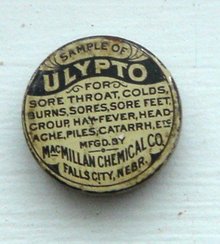 SAMPLE OF
ULYPTO
FOR
SORE THROAT, COLDS,
BURNS, SORES, SORE FEET,
CROUP, HAY-FEVER, HEAD-
ACHE, PILES, CATARRH, ETC
MFGD. BY
MACMILLAN CHEMICAL CO.
FALLS CITY, NEBR.